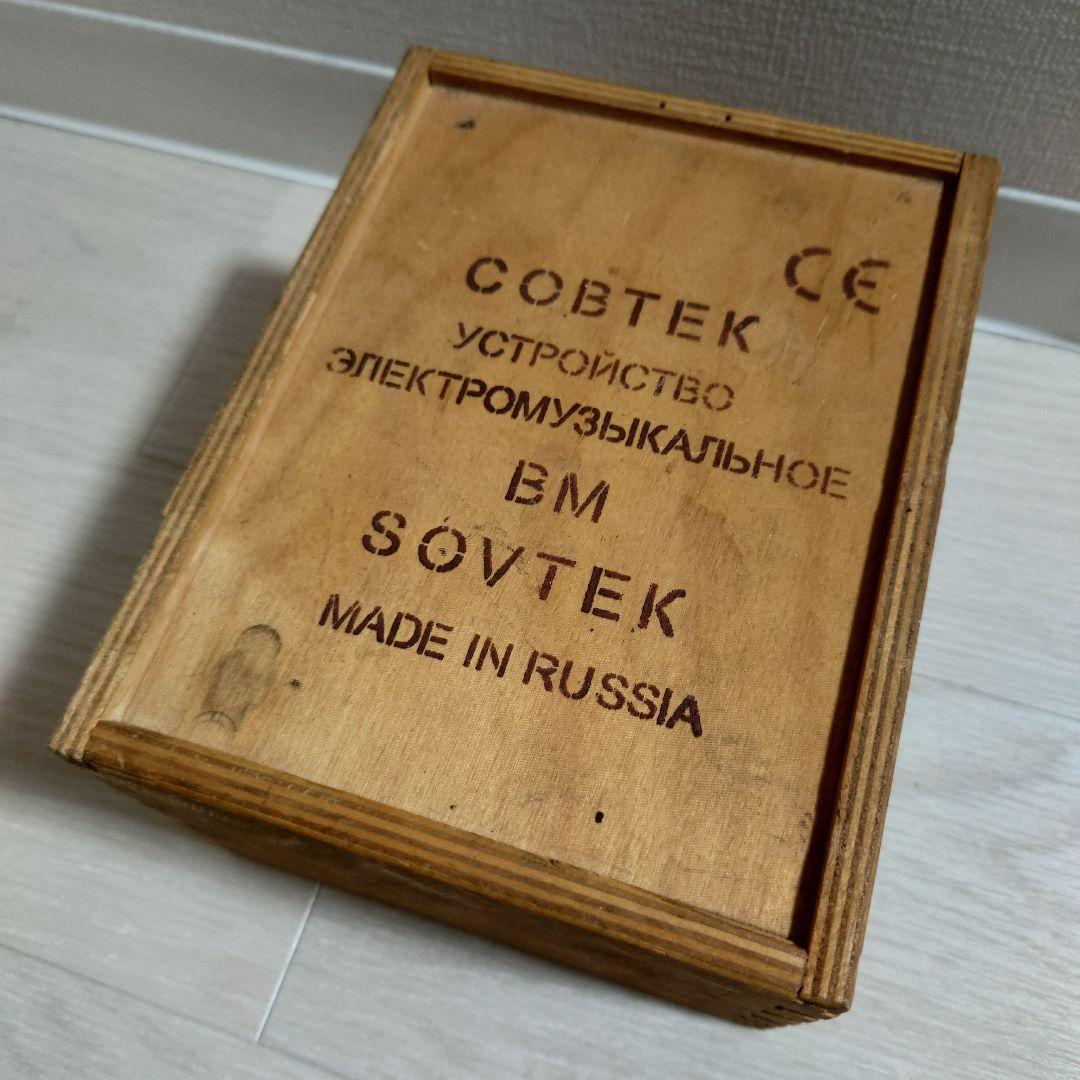 CE
СОВТЕК
УСТРОЙСТВО
ЭЛЕКТРОМУЗЫКАЛЬНОЕ
ВМ
SOVTEK
MADE IN RUSSIA